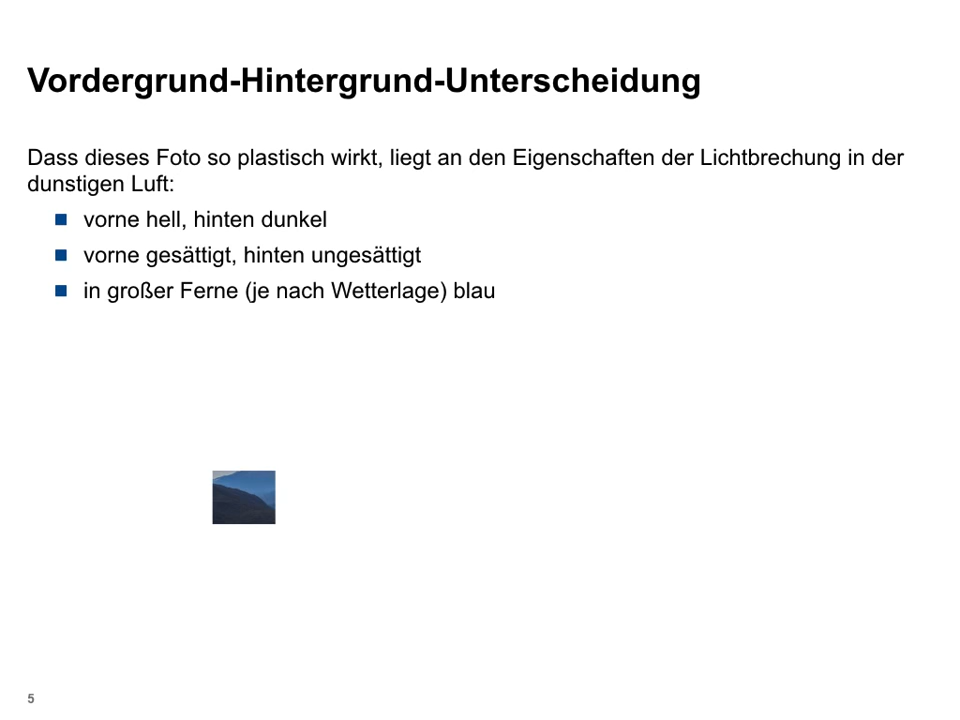 Vordergrund-Hintergrund-Unterscheidung
Dass dieses Foto so plastisch wirkt, liegt an den Eigenschaften der Lichtbrechung in der
dunstigen Luft:
vorne hell, hinten dunkel
vorne gesättigt, hinten ungesättigt
in großer Ferne (je nach Wetterlage) blau
5